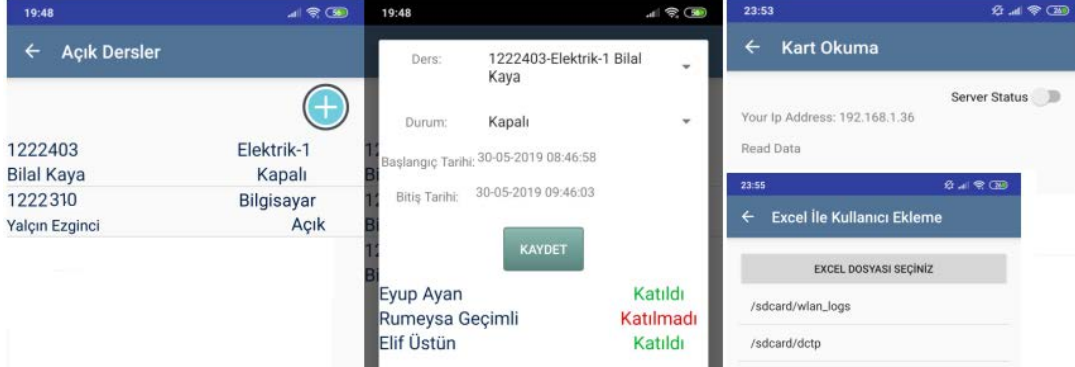 19:48
56
Açık Dersler
1222403 Elektrik-1
Bilal Kaya Kapalı
1222310 Bilgisayar
Yalçın Ezginci Açık
19:48
56
Ders: 1222403-Elektrik-1 Bilal
Kaya
Durum: Kapalı
Başlangıç Tarihi: 30-05-2019 08:46:58
Bitiş Tarihi: 30-05-2019 09:46:03
KAYDET
Eyup Ayan Katıldı
Rumeysa Geçimli Katılmadı
Elif Üstün Katıldı
23:53
26
Kart Okuma
Server Status
Your Ip Address: 192.168.1.36
Read Data
23:55
Excel İle Kullanıcı Ekleme
EXCEL DOSYASI SEÇİNİZ
/sdcard/wlan_logs
/sdcard/dctp